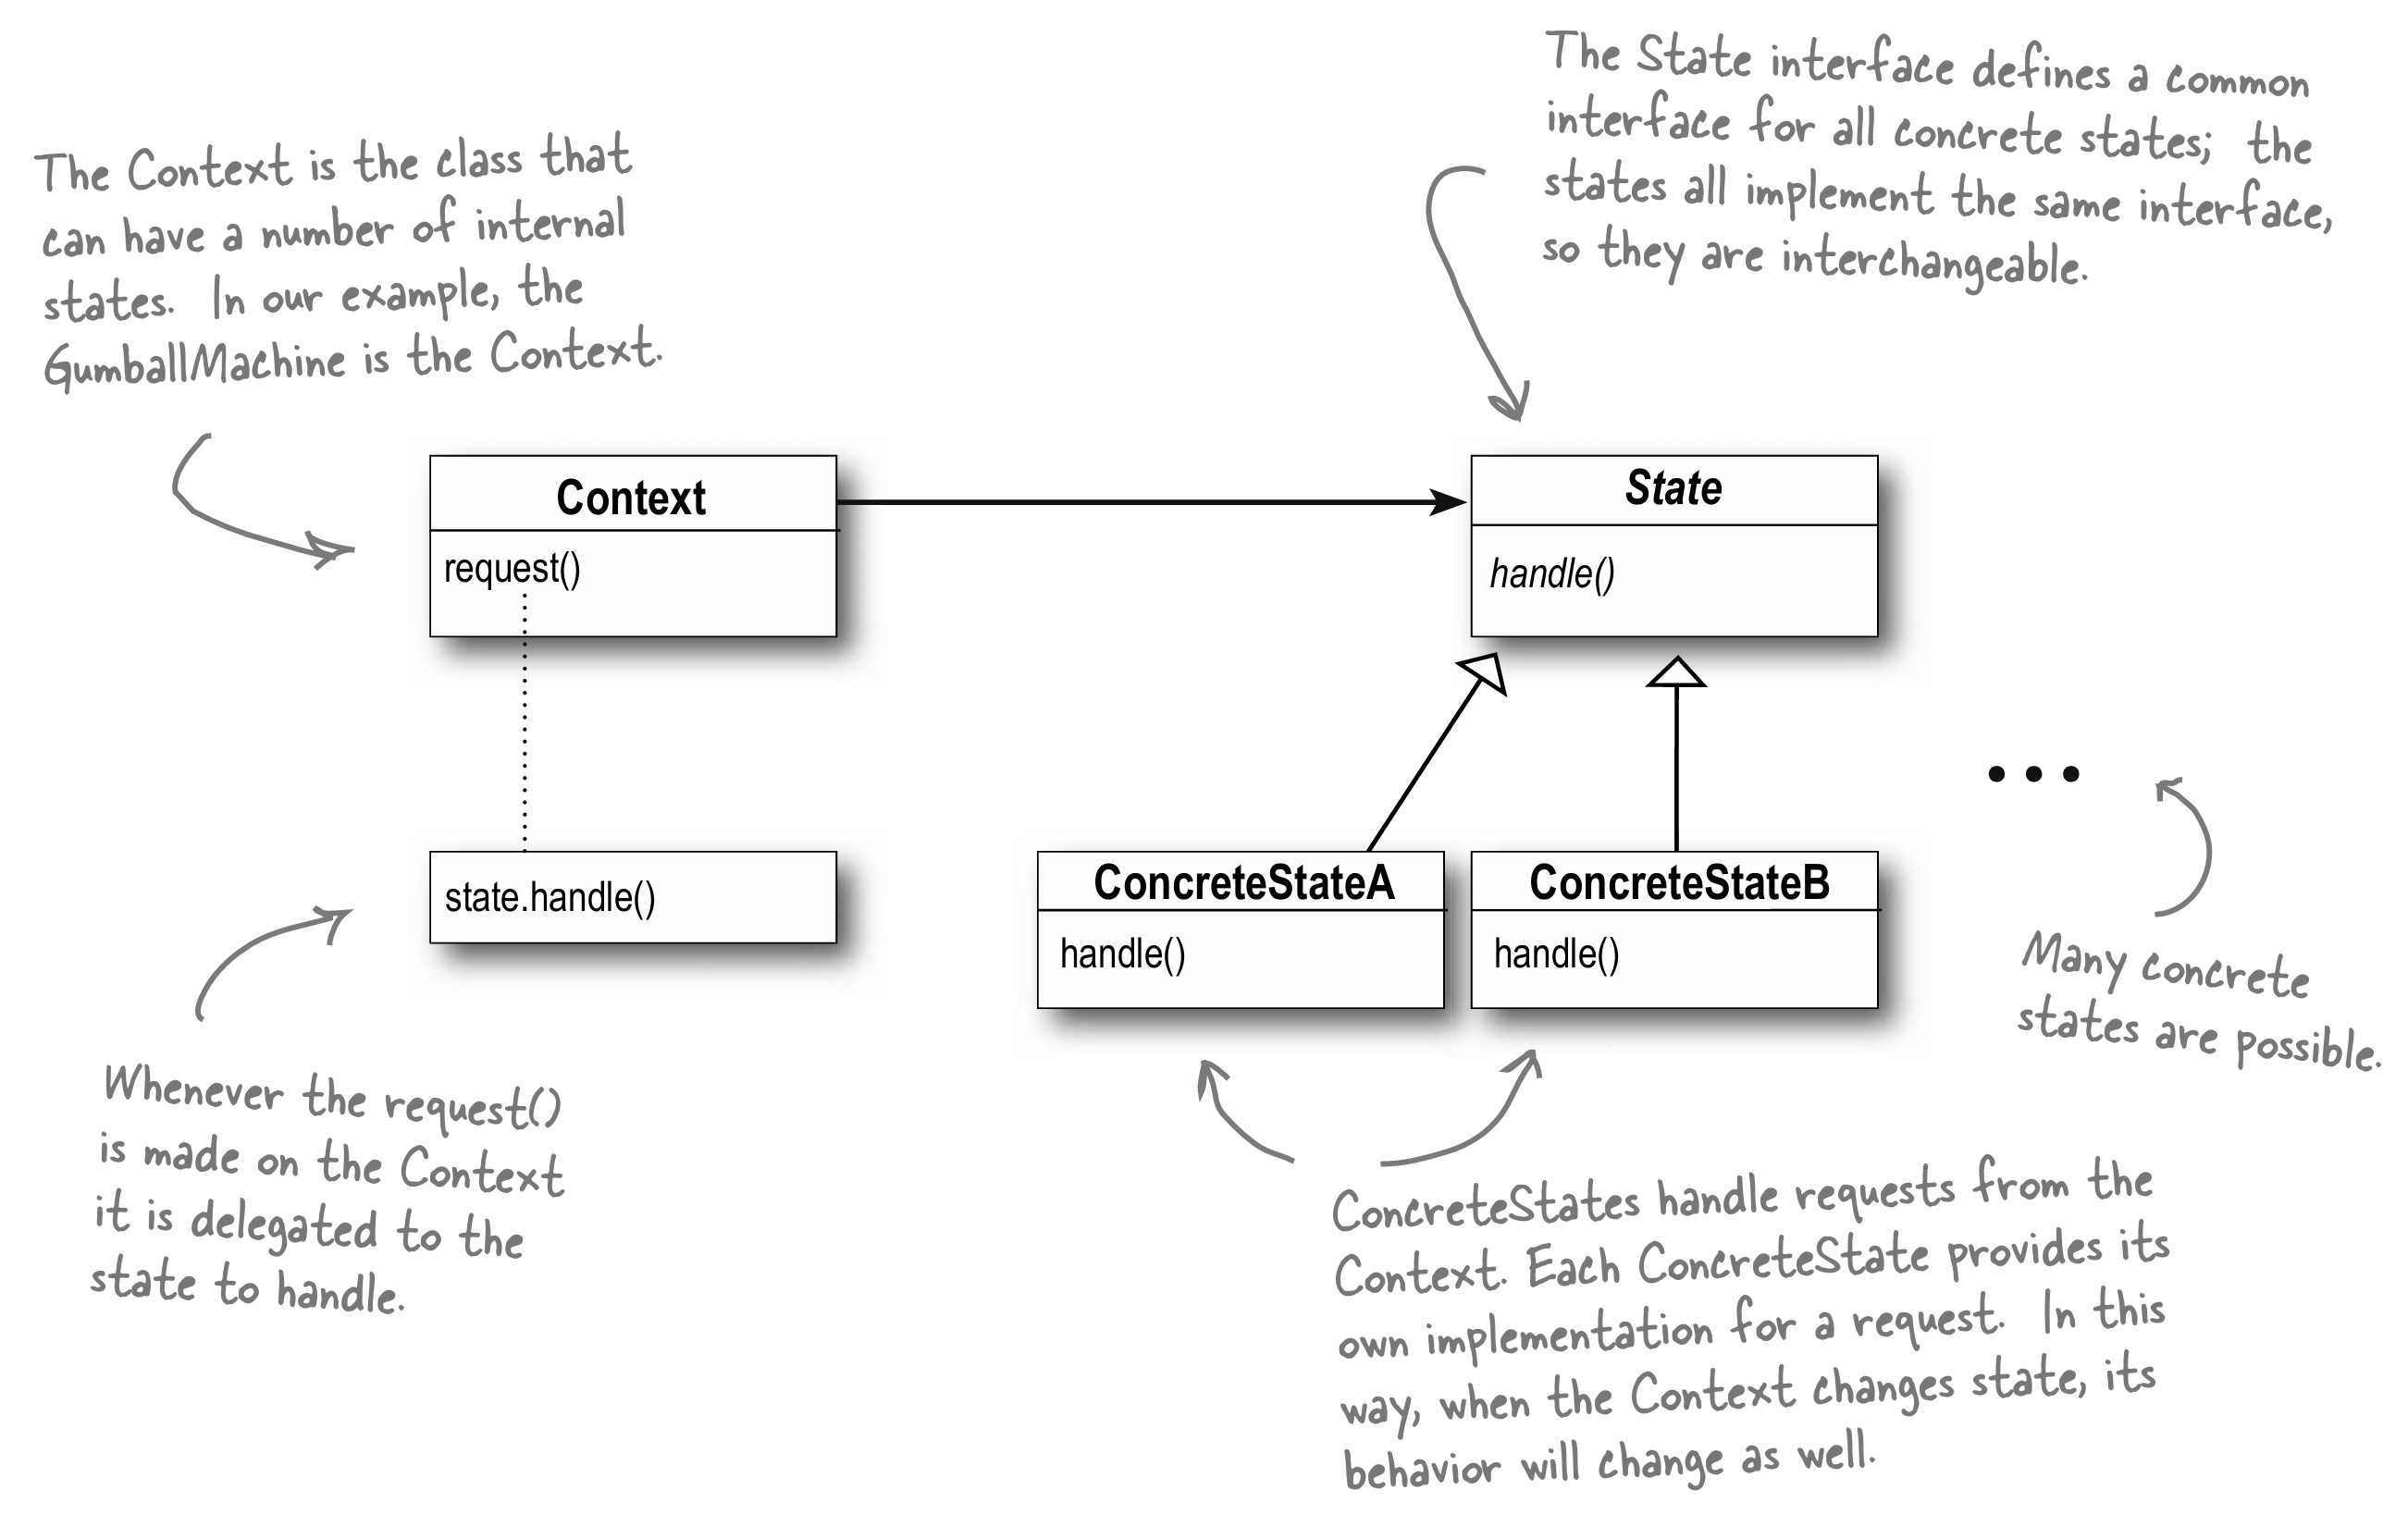 The Context is the class that
can have a number of internal
states. In our example, the
GumballMachine is the Context.
The State interface defines a common
interface for all concrete states; the
states all implement the same interface,
so they are interchangeable.
Context
request()
State
handle()
state.handle()
ConcreteStateA
handle()
ConcreteStateB
handle()
...
Many concrete
states are possible.
Whenever the request()
is made on the Context
it is delegated to the
state to handle.
ConcreteStates handle requests from the
Context. Each ConcreteState provides its
own implementation for a request. In this
way, when the Context changes state, its
behavior will change as well.